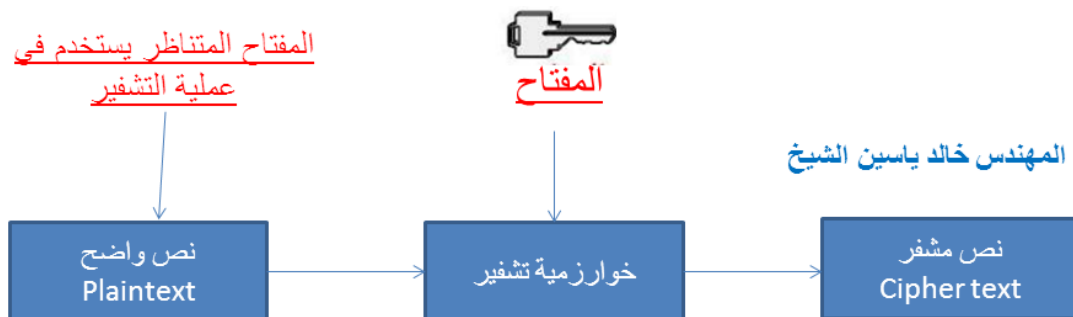 المفتاح المتناظر يستخدم في
عملية التشفير
المفتاح
المهندس خالد ياسين الشيخ
نص واضح
Plaintext
خوارزمية تشفير
نص مشفر
Cipher text